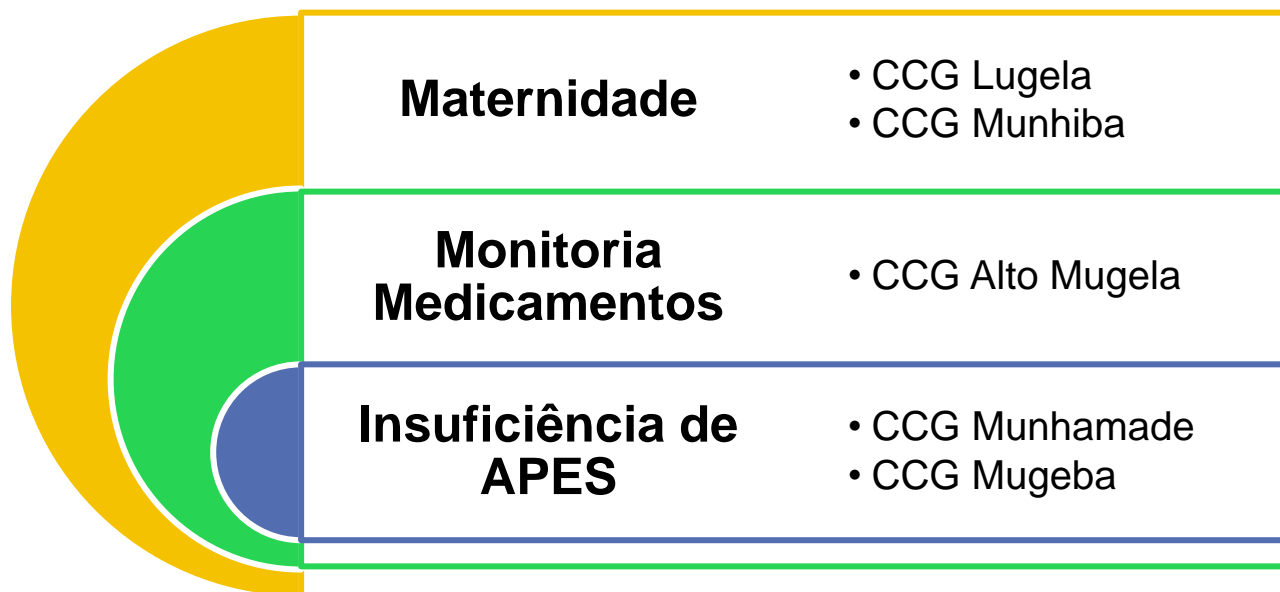 Maternidade
• CCG Lugela
• CCG Munhiba
Monitoria
Medicamentos
• CCG Alto Mugela
Insuficiência de
APES
• CCG Munhamade
• CCG Mugeba